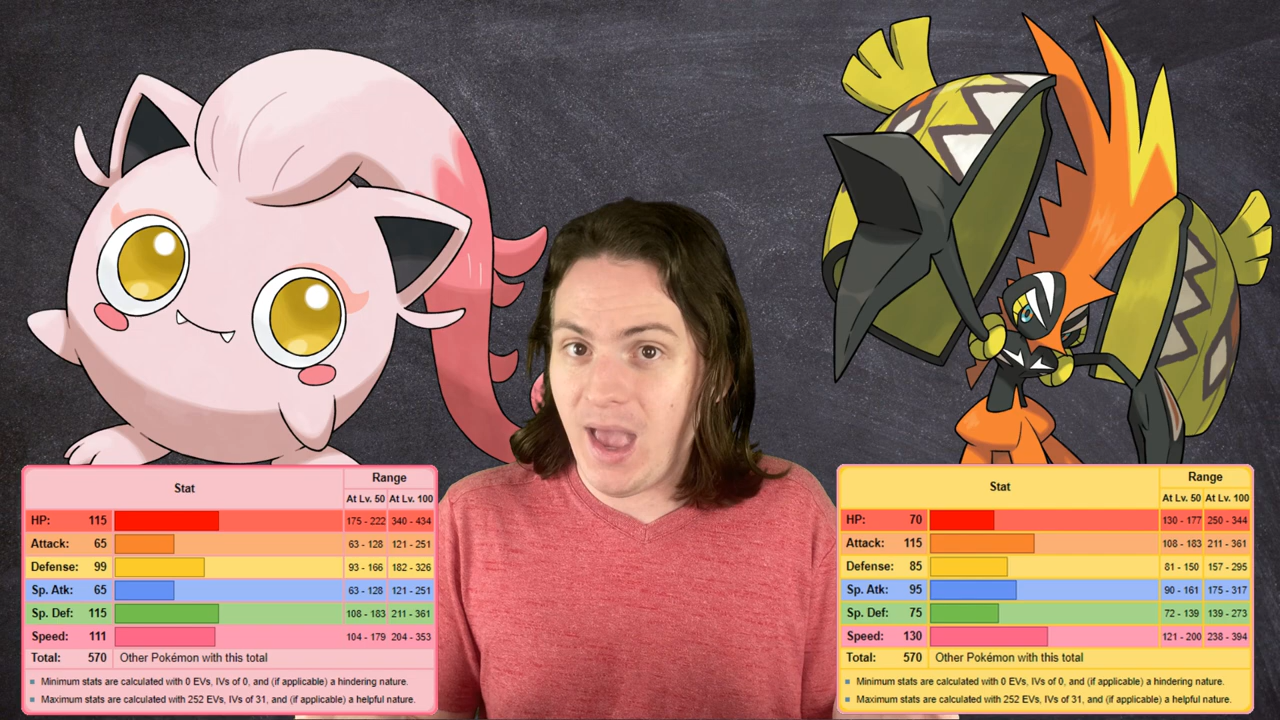 Stat Range
At Lv. 50 At Lv. 100
HP: 115 175 - 222 340 - 434
Attack: 65 63 - 128 121 - 251
Defense: 99 93 - 166 182 - 326
Sp. Atk: 65 63 - 128 121 - 251
Sp. Def: 115 108 - 183 211 - 361
Speed: 111 104 - 179 204 - 353
Total: 570 Other Pokémon with this total
Minimum stats are calculated with 0 EVs, IVs of 0, and (if applicable) a hindering nature.
Maximum stats are calculated with 252 EVs, IVs of 31, and (if applicable) a helpful nature.
Stat Range
At Lv. 50 At Lv. 100
HP: 70 130 - 177 250 - 344
Attack: 115 108 - 183 211 - 361
Defense: 85 81 - 150 157 - 295
Sp. Atk: 95 90 - 161 175 - 317
Sp. Def: 75 72 - 139 139 - 273
Speed: 130 121 - 200 238 - 394
Total: 570 Other Pokémon with this total
Minimum stats are calculated with 0 EVs, IVs of 0, and (if applicable) a hindering nature.
Maximum stats are calculated with 252 EVs, IVs of 31, and (if applicable) a helpful nature.